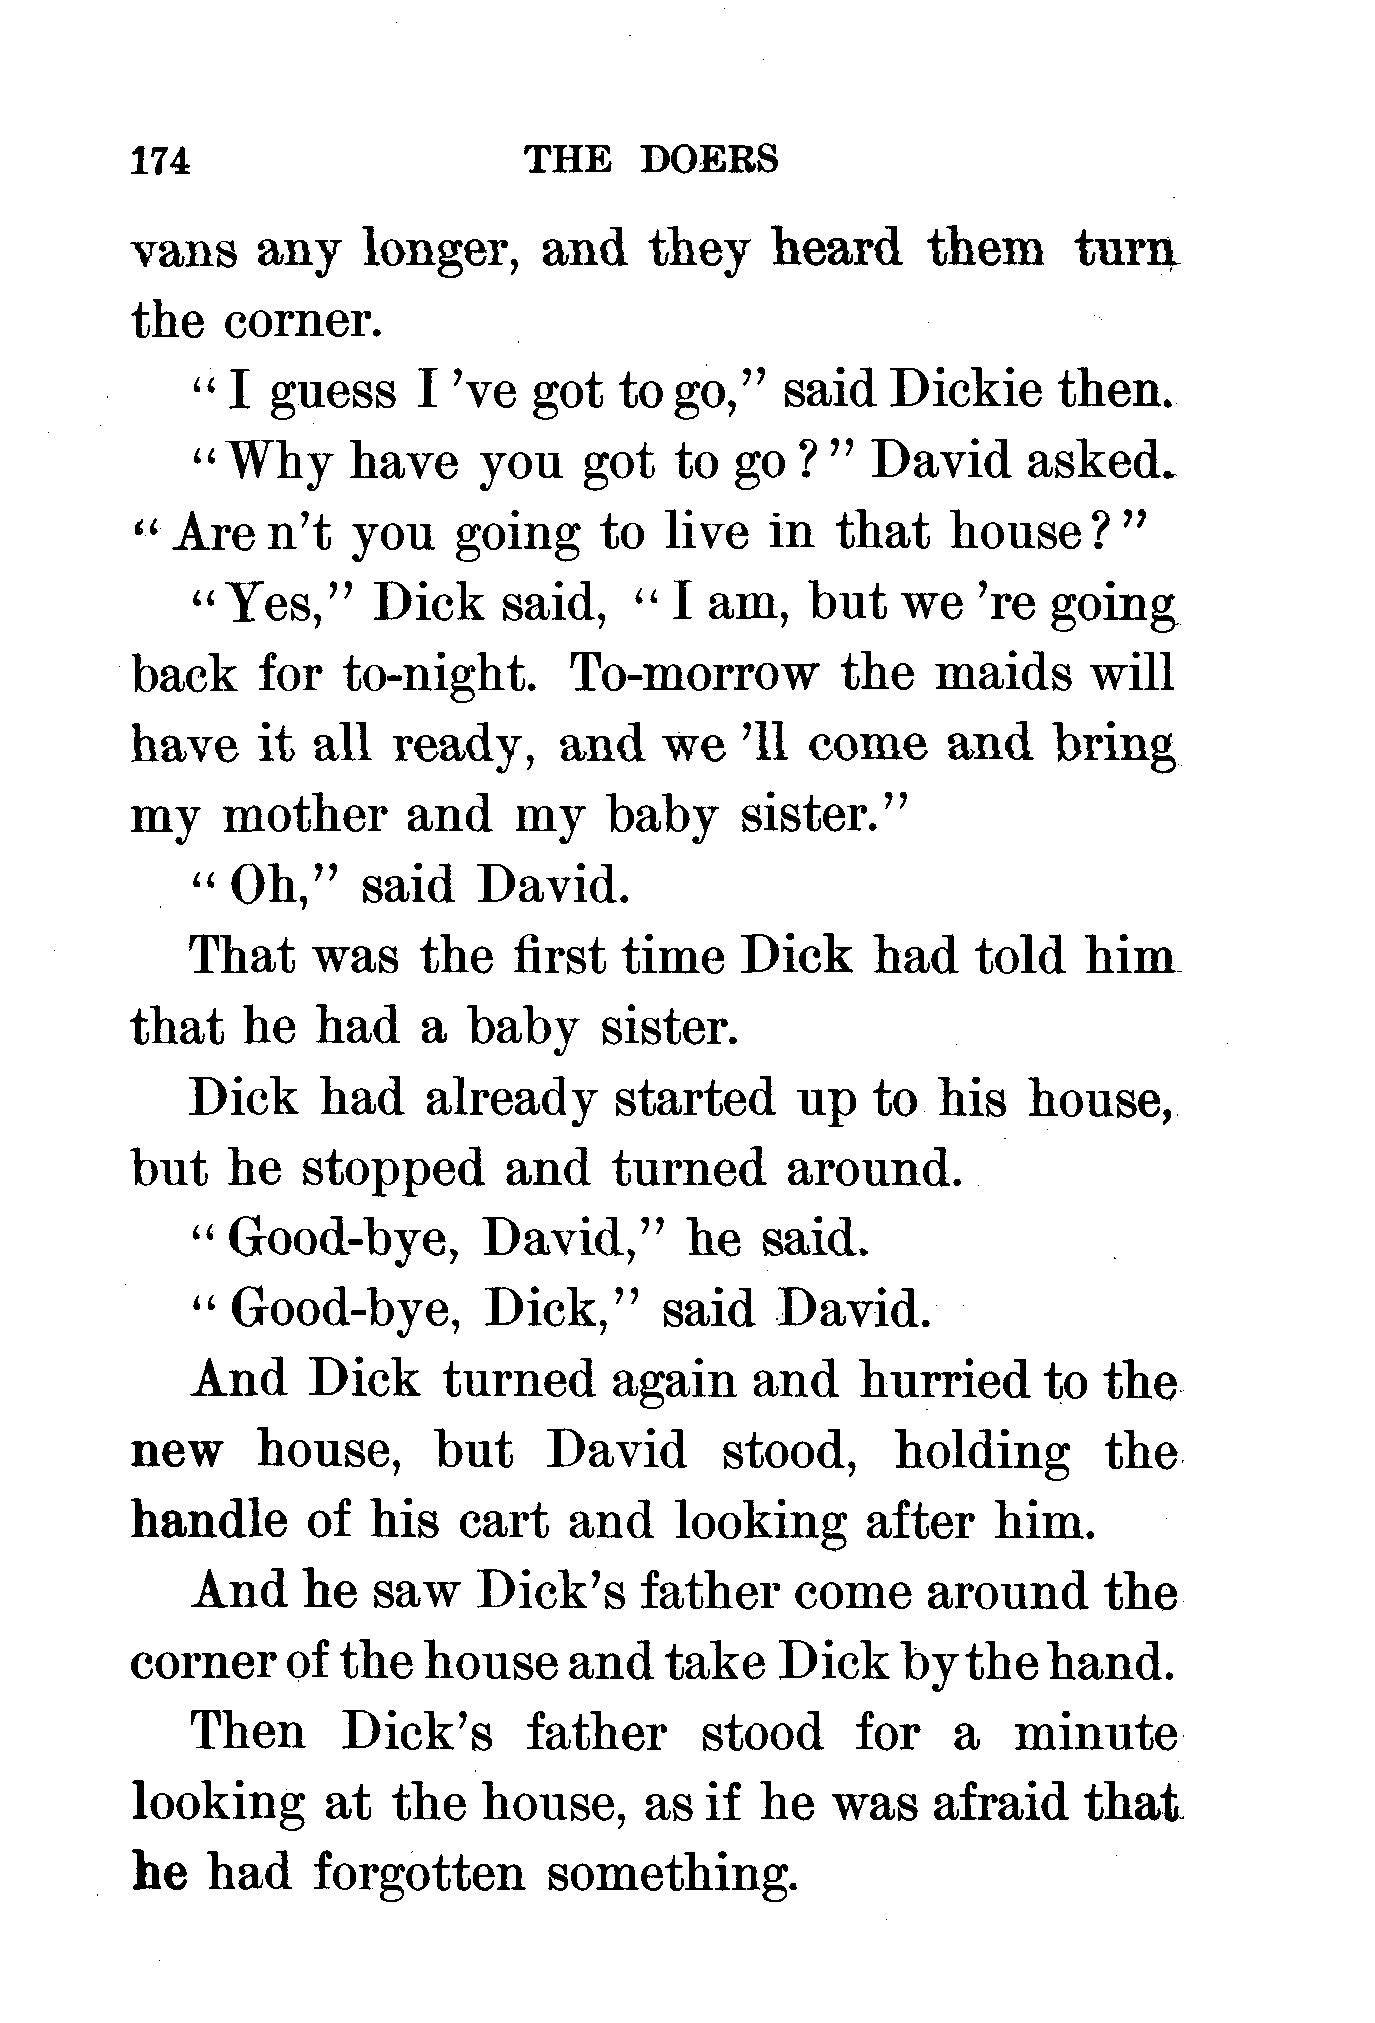 174 THE DOERS
vans any longer, and they heard them turn
the corner.
"I guess I 've got to go," said Dickie then.
"Why have you got to go?" David asked.
"Are n't you going to live in that house?"
"Yes," Dick said, "I am, but we 're going
back for to-night. To-morrow the maids will
have it all ready, and we 'll come and bring
my mother and my baby sister."
"Oh," said David.
That was the first time Dick had told him
that he had a baby sister.
Dick had already started up to his house,
but he stopped and turned around.
"Good-bye, David," he said.
"Good-bye, Dick," said David.
And Dick turned again and hurried to the
new house, but David stood, holding the
handle of his cart and looking after him.
And he saw Dick's father come around the
corner of the house and take Dick by the hand.
Then Dick's father stood for a minute
looking at the house, as if he was afraid that
he had forgotten something.